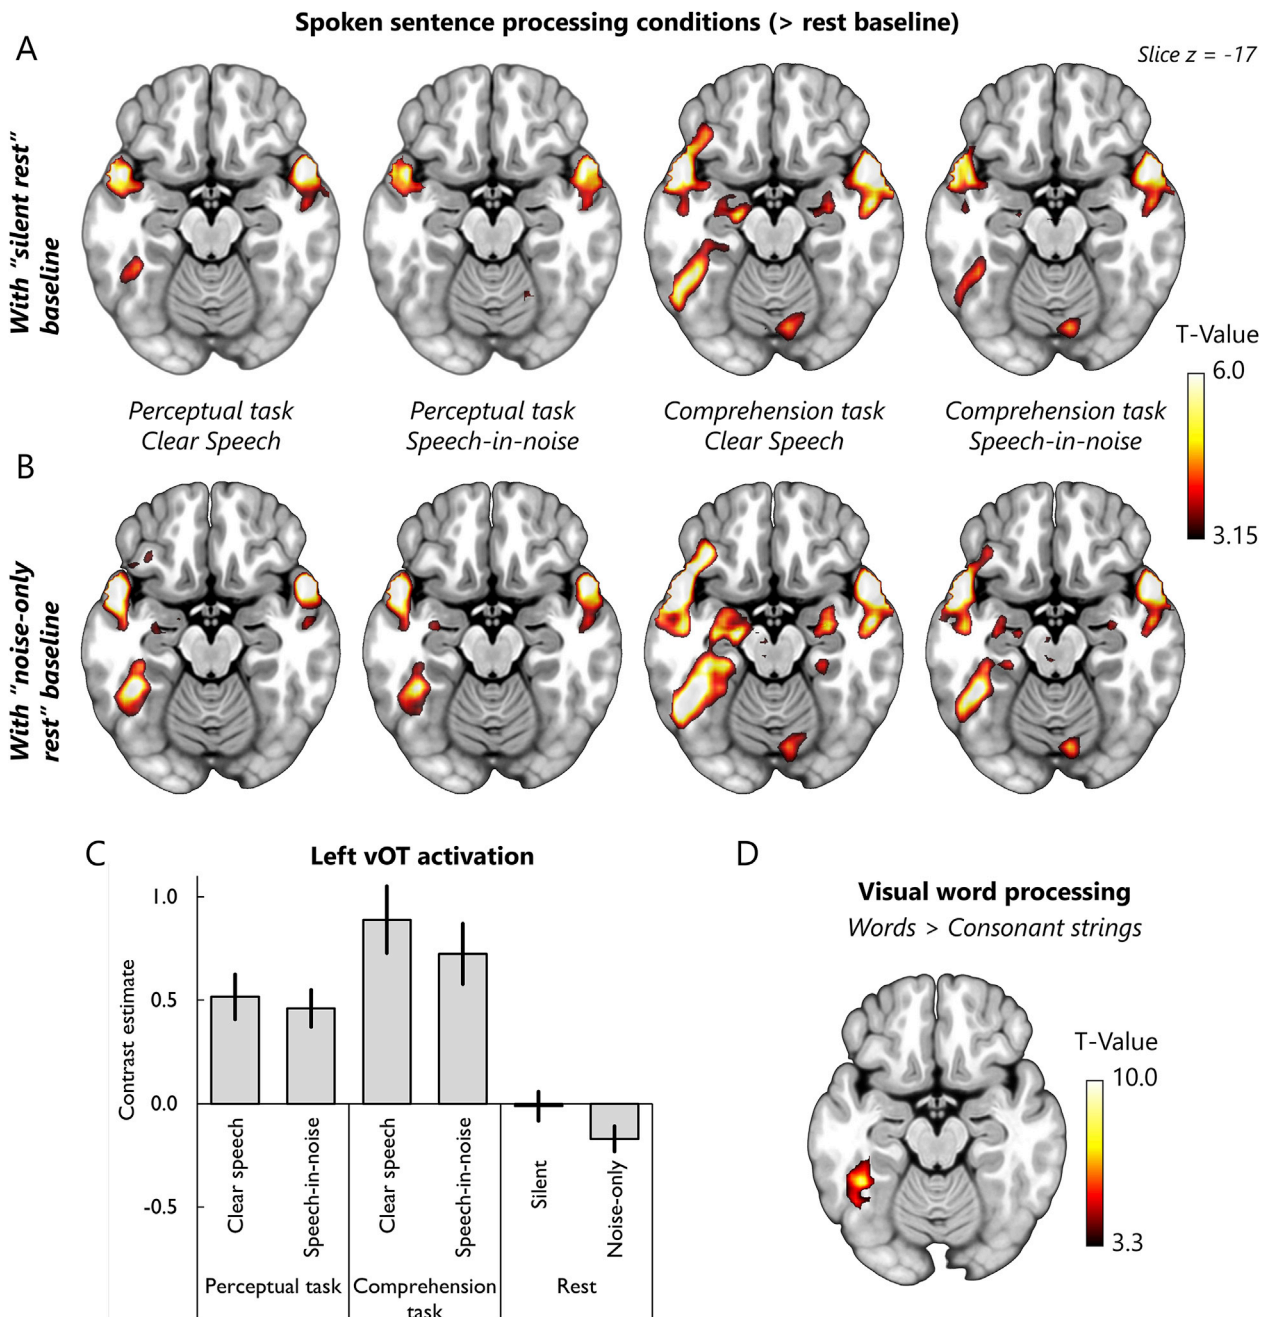 Spoken sentence processing conditions (> rest baseline)
A
Slice z = -17
With “silent rest”
baseline
T-Value
6.0
3.15
Perceptual task
Clear Speech
Perceptual task
Speech-in-noise
Comprehension task
Clear Speech
Comprehension task
Speech-in-noise
B
With “noise-only
rest” baseline
C
Left vOT activation
Contrast estimate
1.0
0.5
0.0
-0.5
Clear speech
Speech-in-noise
Clear speech
Speech-in-noise
Silent
Noise-only
Perceptual task
Comprehension
task
Rest
D
Visual word processing
Words > Consonant strings
T-Value
10.0
3.3